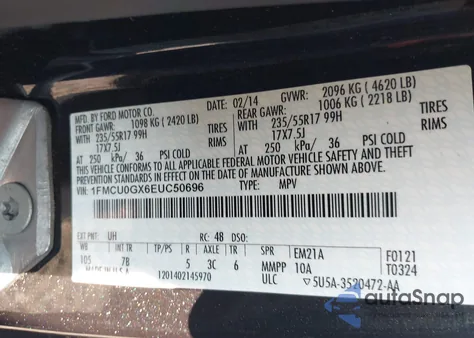 MFD. BY FORD MOTOR CO.
DATE: 02/14 GVWR: 2096 KG ( 4620 LB)
FRONT GAWR: 1098 KG ( 2420 LB)
REAR GAWR: 1006 KG ( 2218 LB)
235/55R17 99H TIRES 235/55R17 99H TIRES
17X7.5J RIMS 17X7.5J RIMS
AT 250 kPa/ 36 PSI COLD AT 250 kPa/ 36 PSI COLD
THIS VEHICLE CONFORMS TO ALL APPLICABLE FEDERAL MOTOR VEHICLE SAFETY, BUMPER, AND THEFT PREVENTION STANDARDS IN EFFECT ON THE DATE OF MANUFACTURE SHOWN ABOVE.
VIN: 1FMCU0GX6EUC50696
TYPE: MPV
EXT PNT: UH RC: 48 DSO:
WB INT TR TP/PS R AXLE TR SPR EM21A F0121
105 7B 5 3C 6 MMPP 10A T0324
MADE IN U.S.A. 1201402145970 ULC 5U5A-3520472-AA
autoSnap